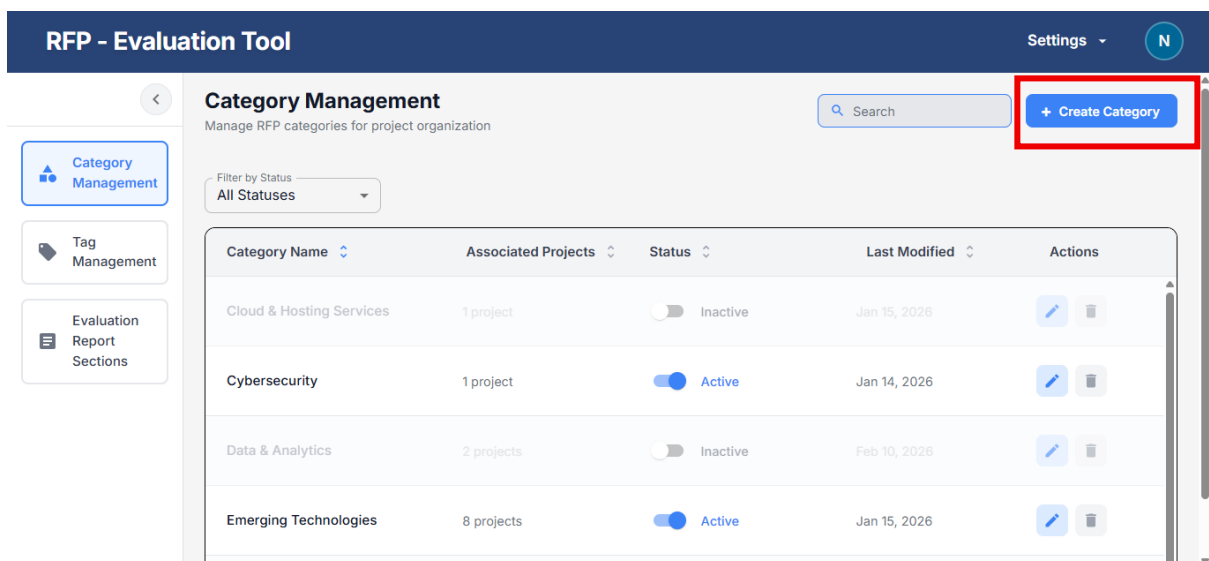 RFP - Evaluation Tool
Settings
N
Category Management
Manage RFP categories for project organization
Search
+ Create Category
Category
Management
Tag
Management
Evaluation
Report
Sections
Filter by Status
All Statuses
Category Name Associated Projects Status Last Modified Actions
Cloud & Hosting Services 1 project Inactive Jan 15, 2026
Cybersecurity 1 project Active Jan 14, 2026
Data & Analytics 2 projects Inactive Feb 10, 2026
Emerging Technologies 8 projects Active Jan 15, 2026